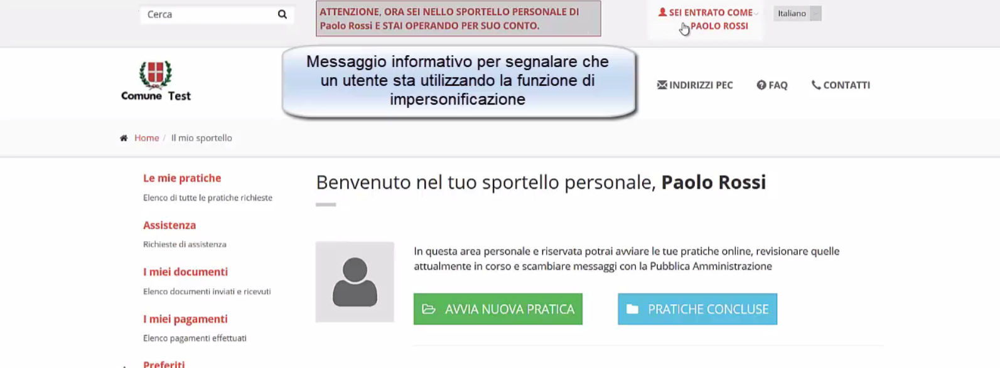 Cerca
ATTENZIONE, ORA SEI NELLO SPORTELLO PERSONALE DI
Paolo Rossi E STAI OPERANDO PER SUO CONTO.
SEI ENTRATO COME
PAOLO ROSSI
Italiano
Messaggio informativo per segnalare che
un utente sta utilizzando la funzione di
impersonificazione
Comune Test
INDIRIZZI PEC
FAQ
CONTATTI
Home / Il mio sportello
Le mie pratiche
Elenco di tutte le pratiche richieste
Assistenza
Richieste di assistenza
I miei documenti
Elenco documenti inviati e ricevuti
I miei pagamenti
Elenco pagamenti effettuati
Preferiti
Benvenuto nel tuo sportello personale, Paolo Rossi
In questa area personale e riservata potrai avviare le tue pratiche online, revisionare quelle
attualmente in corso e scambiare messaggi con la Pubblica Amministrazione
AVVIA NUOVA PRATICA
PRATICHE CONCLUSE